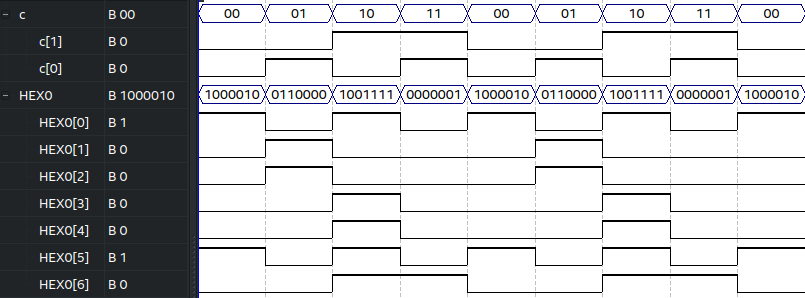 c B 00 00 01 10 11 00 01 10 11 00
c[1] B 0
c[0] B 0
HEX0 B 1000010 1000010 0110000 1001111 0000001 1000010 0110000 1001111 0000001 1000010
HEX0[0] B 1
HEX0[1] B 0
HEX0[2] B 0
HEX0[3] B 0
HEX0[4] B 0
HEX0[5] B 1
HEX0[6] B 0